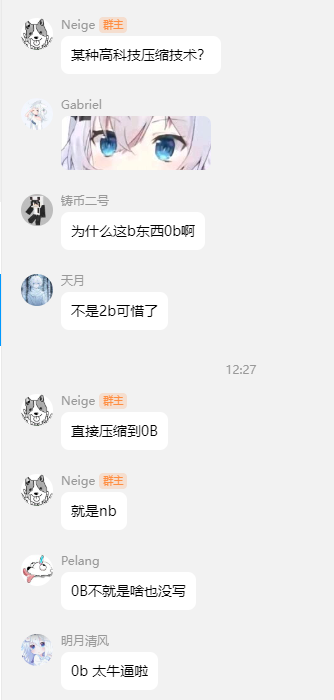 Neige 群主
某种高科技压缩技术？
Gabriel
铸币二号
为什么这b东西0b啊
天月
不是2b可惜了
12:27
Neige 群主
直接压缩到0B
Neige 群主
就是nb
Pelang
0B不就是啥也没写
明月清风
0b 太牛逼啦